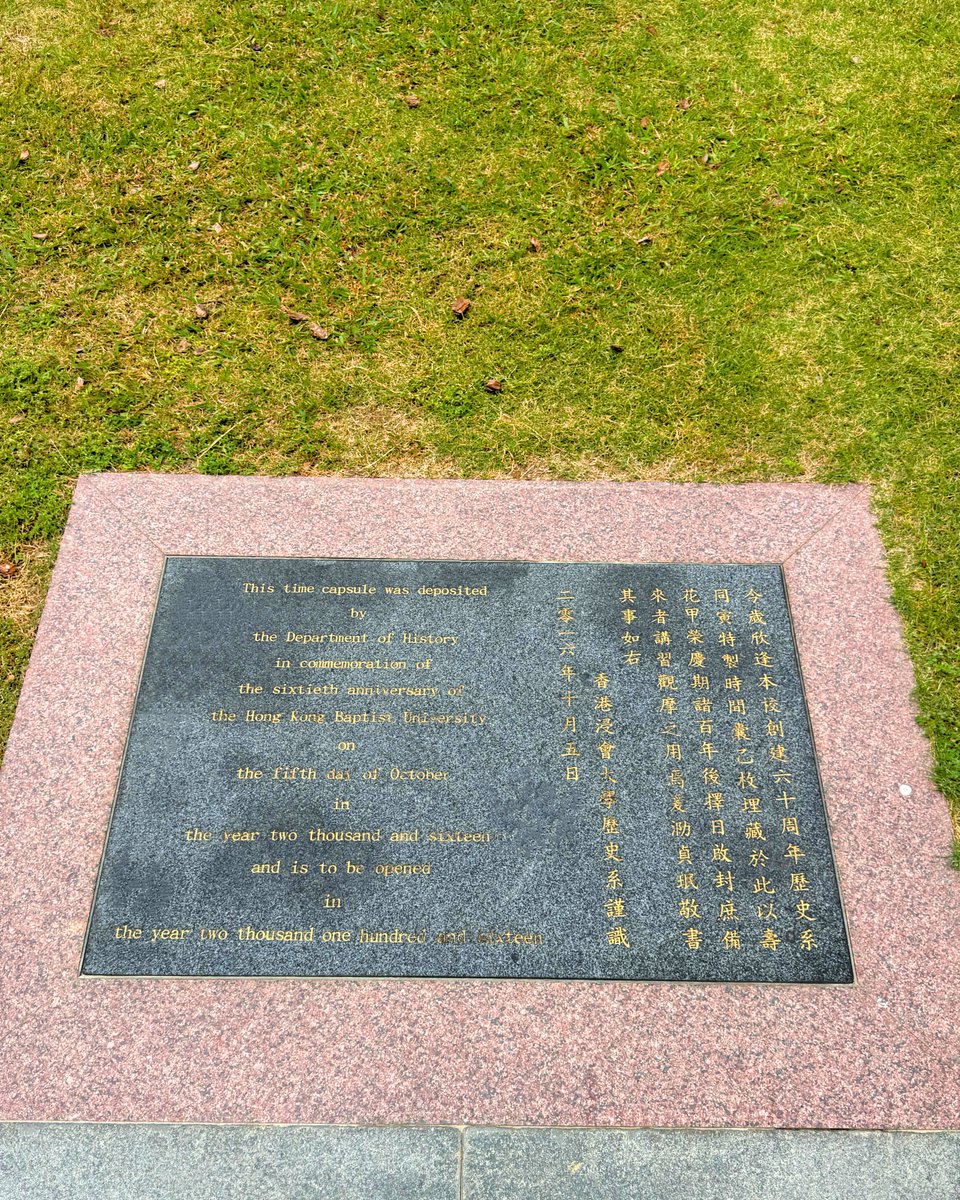 This time capsule was deposited
by
the Department of History
in commemoration of
the sixtieth anniversary of
the Hong Kong Baptist University
on
the fifth day of October
in
the year two thousand and sixteen
and is to be opened
in
the year two thousand one hundred and sixteen
今歲欣逢本校創建六十周年歷史系
同寅特製時間囊乙枚埋藏於此以壽
花甲榮慶期諸百年後擇日啟封庶備
來者講習觀摩之用焉爰泐貞珉敬書
其事如右
香港浸會大學歷史系謹識
二零一六年十月五日